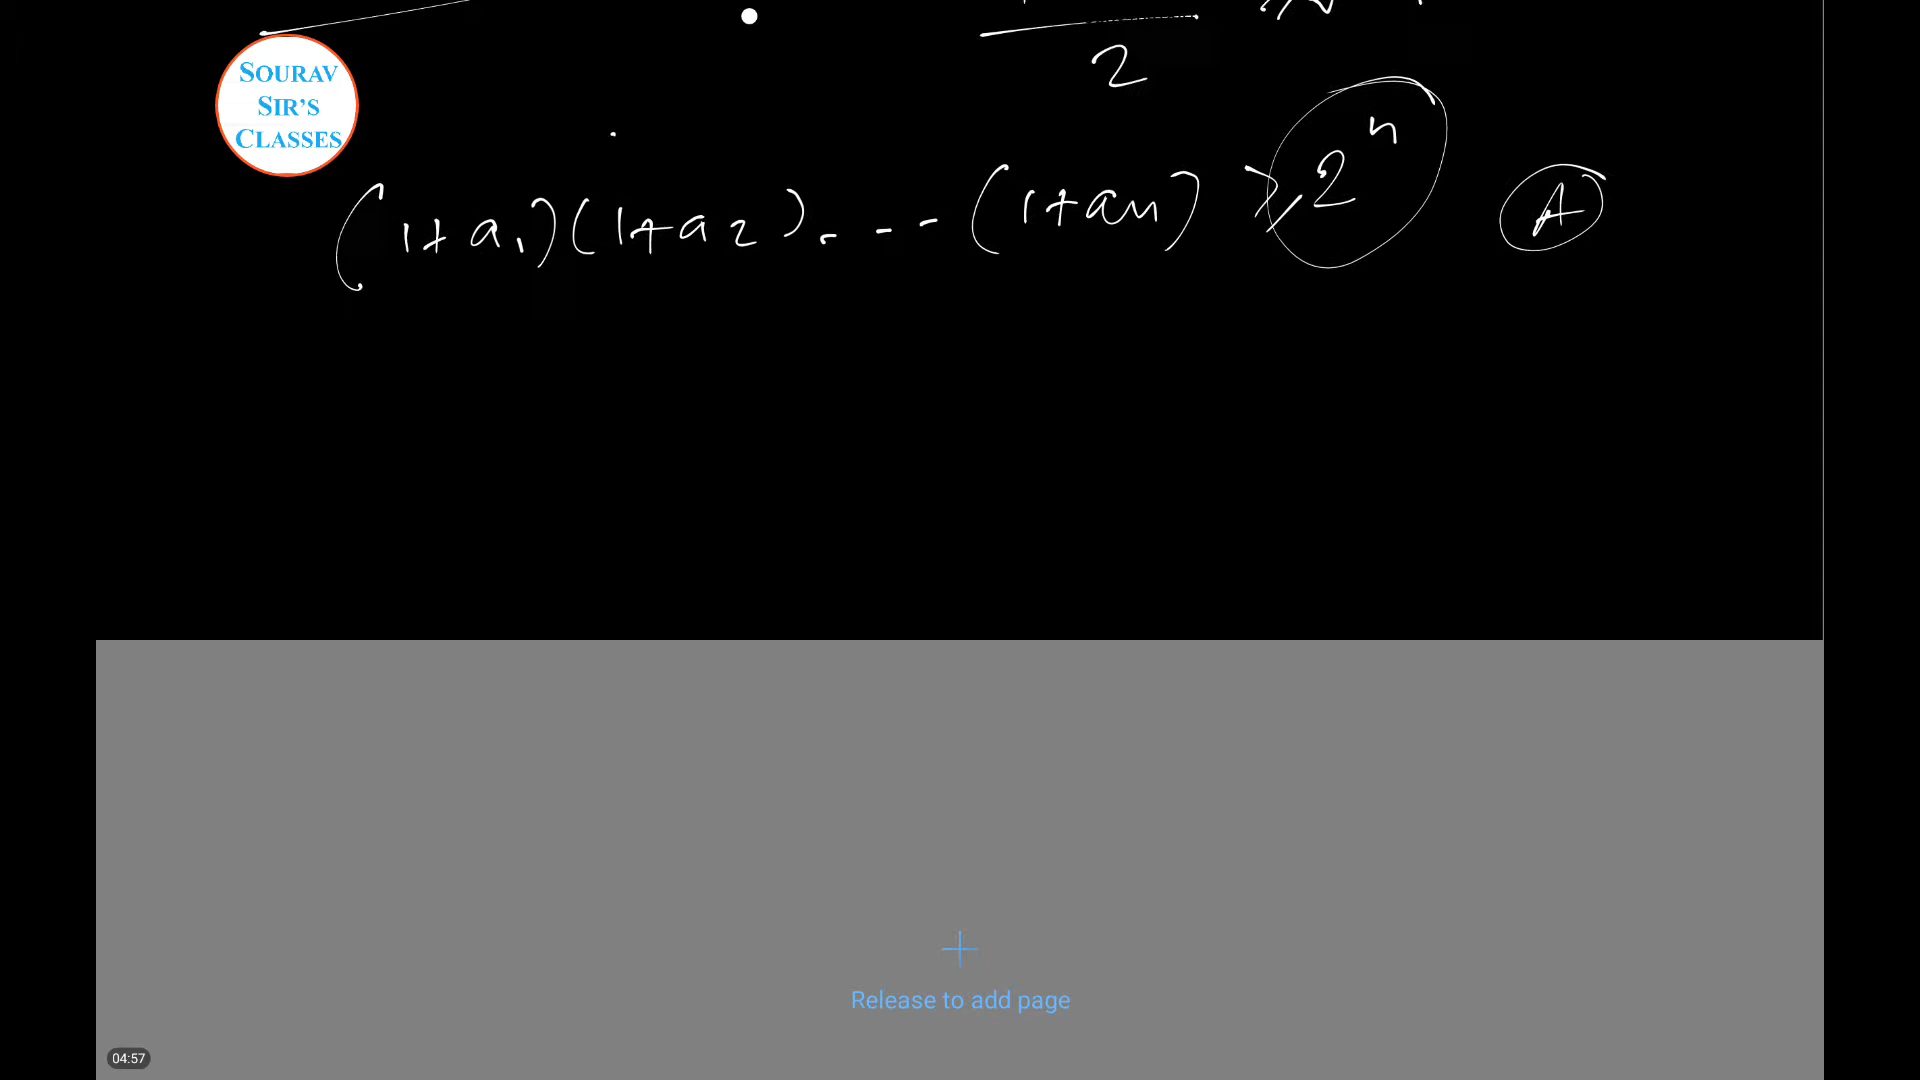 2
SOURAV
SIR'S
CLASSES
(1+a₁)(1+a₂). - - (1+an) ⩾ 2ⁿ A
Release to add page
04:57